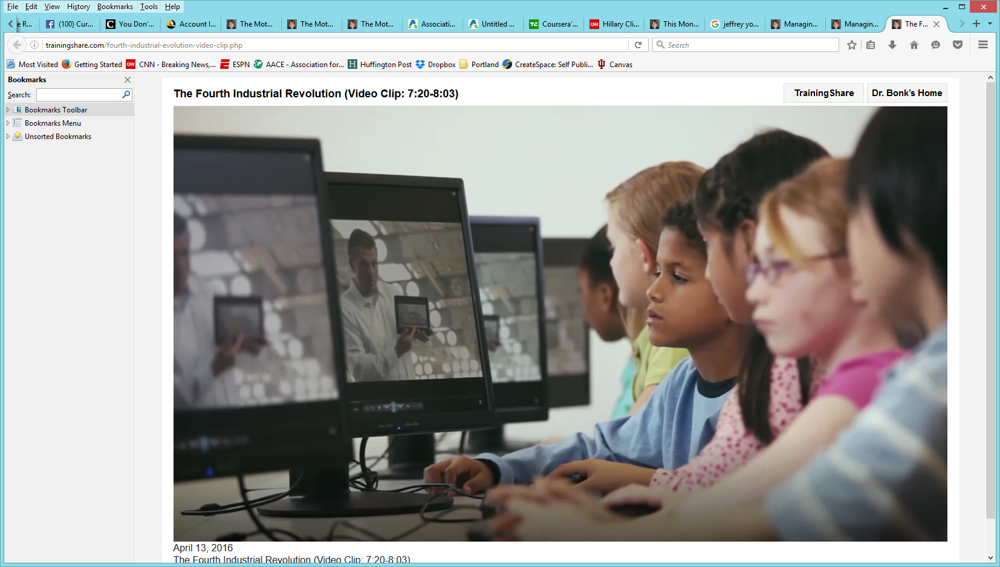 File Edit View History Bookmarks Tools Help
e R... (100) Cur... You Don'... Account I... The Mot... The Mot... The Mot... Associati... Untitled ... Coursera'... Hillary Cli... This Mon... jeffrey yo... Managin... Managin... The F...
trainingshare.com/fourth-industrial-evolution-video-clip.php Search
Most Visited Getting Started CNN - Breaking News,... ESPN AACE - Association for... Huffington Post Dropbox Portland CreateSpace: Self Publi... Canvas
Bookmarks
Search:
Bookmarks Toolbar
Bookmarks Menu
Unsorted Bookmarks
The Fourth Industrial Revolution (Video Clip: 7:20-8:03) TrainingShare Dr. Bonk's Home
April 13, 2016
The Fourth Industrial Revolution (Video Clip: 7:20-8:03)